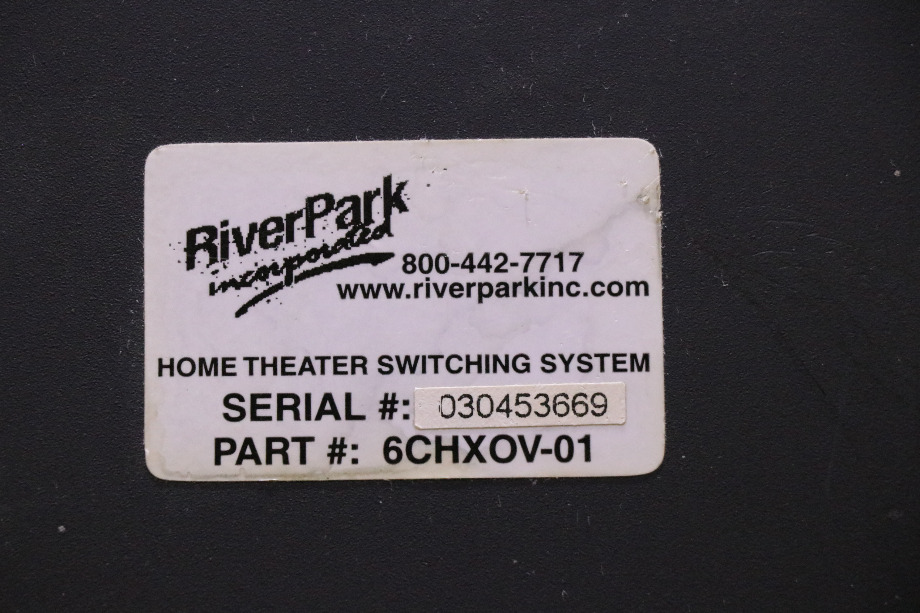 RiverPark
incorporated
800-442-7717
www.riverparkinc.com
HOME THEATER SWITCHING SYSTEM
SERIAL #: 030453669
PART #: 6CHXOV-01